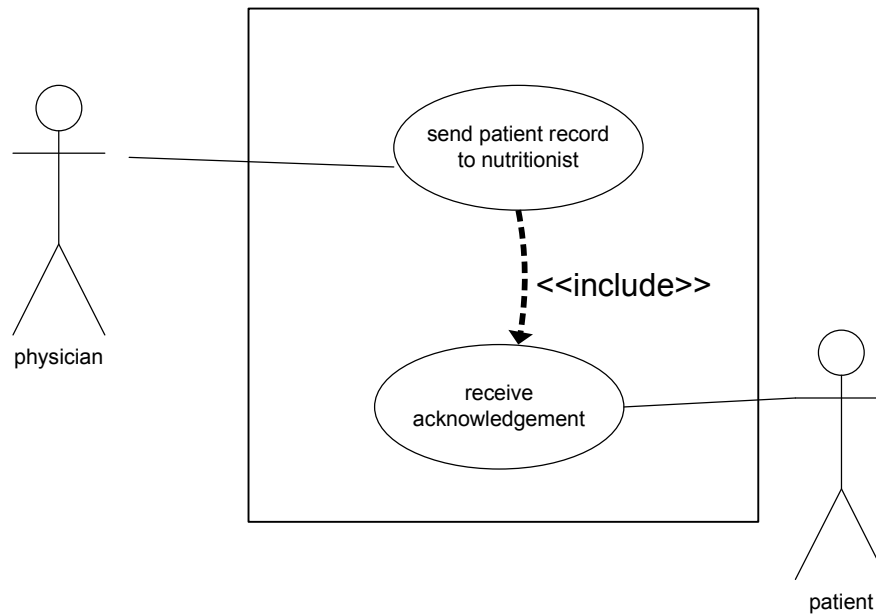 send patient record
to nutritionist
<<include>>
physician
receive
acknowledgement
patient